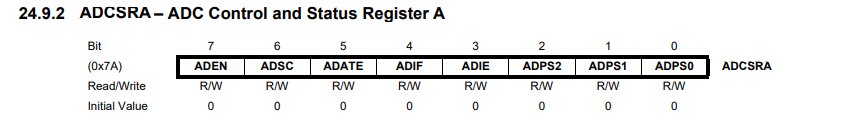 24.9.2 ADCSRA – ADC Control and Status Register A
Bit 7 6 5 4 3 2 1 0
(0x7A) ADEN ADSC ADATE ADIF ADIE ADPS2 ADPS1 ADPS0 ADCSRA
Read/Write R/W R/W R/W R/W R/W R/W R/W R/W
Initial Value 0 0 0 0 0 0 0 0